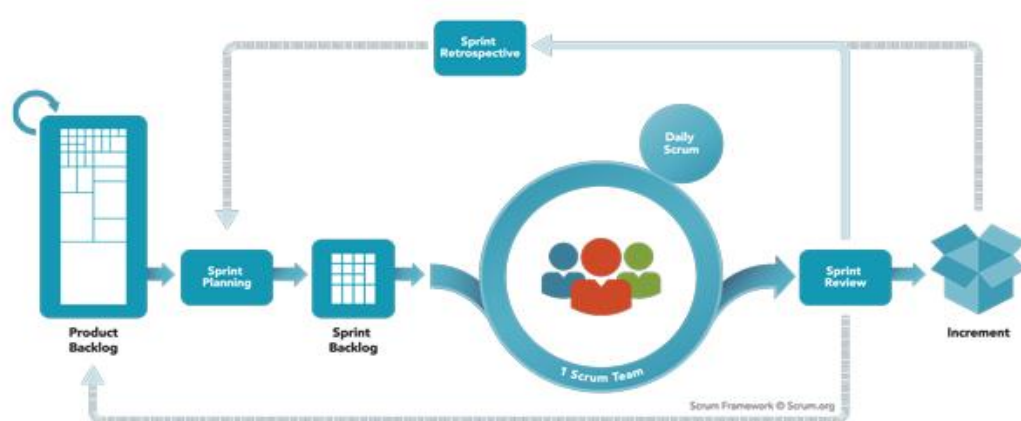 Sprint
Retrospective
Daily
Scrum
Sprint
Planning
Sprint
Review
Product
Backlog
Sprint
Backlog
Increment
1 Scrum Team
Scrum Framework © Scrum.org